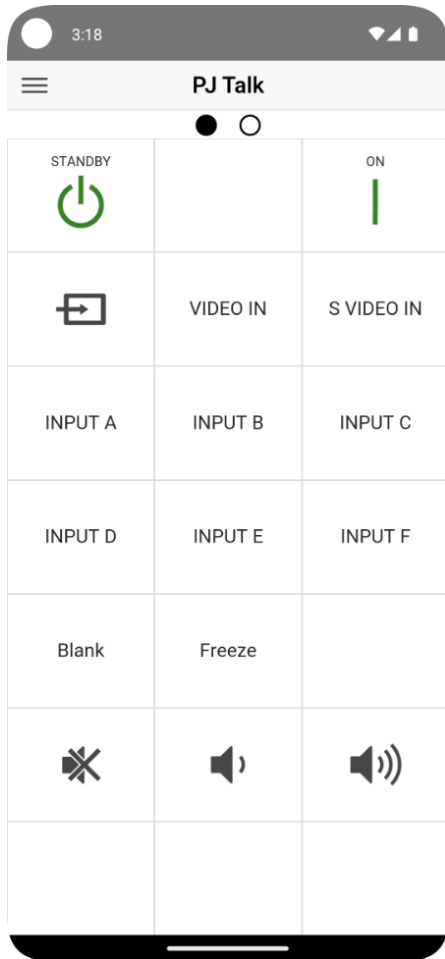 3:18
PJ Talk
STANDBY
ON
VIDEO IN
S VIDEO IN
INPUT A
INPUT B
INPUT C
INPUT D
INPUT E
INPUT F
Blank
Freeze